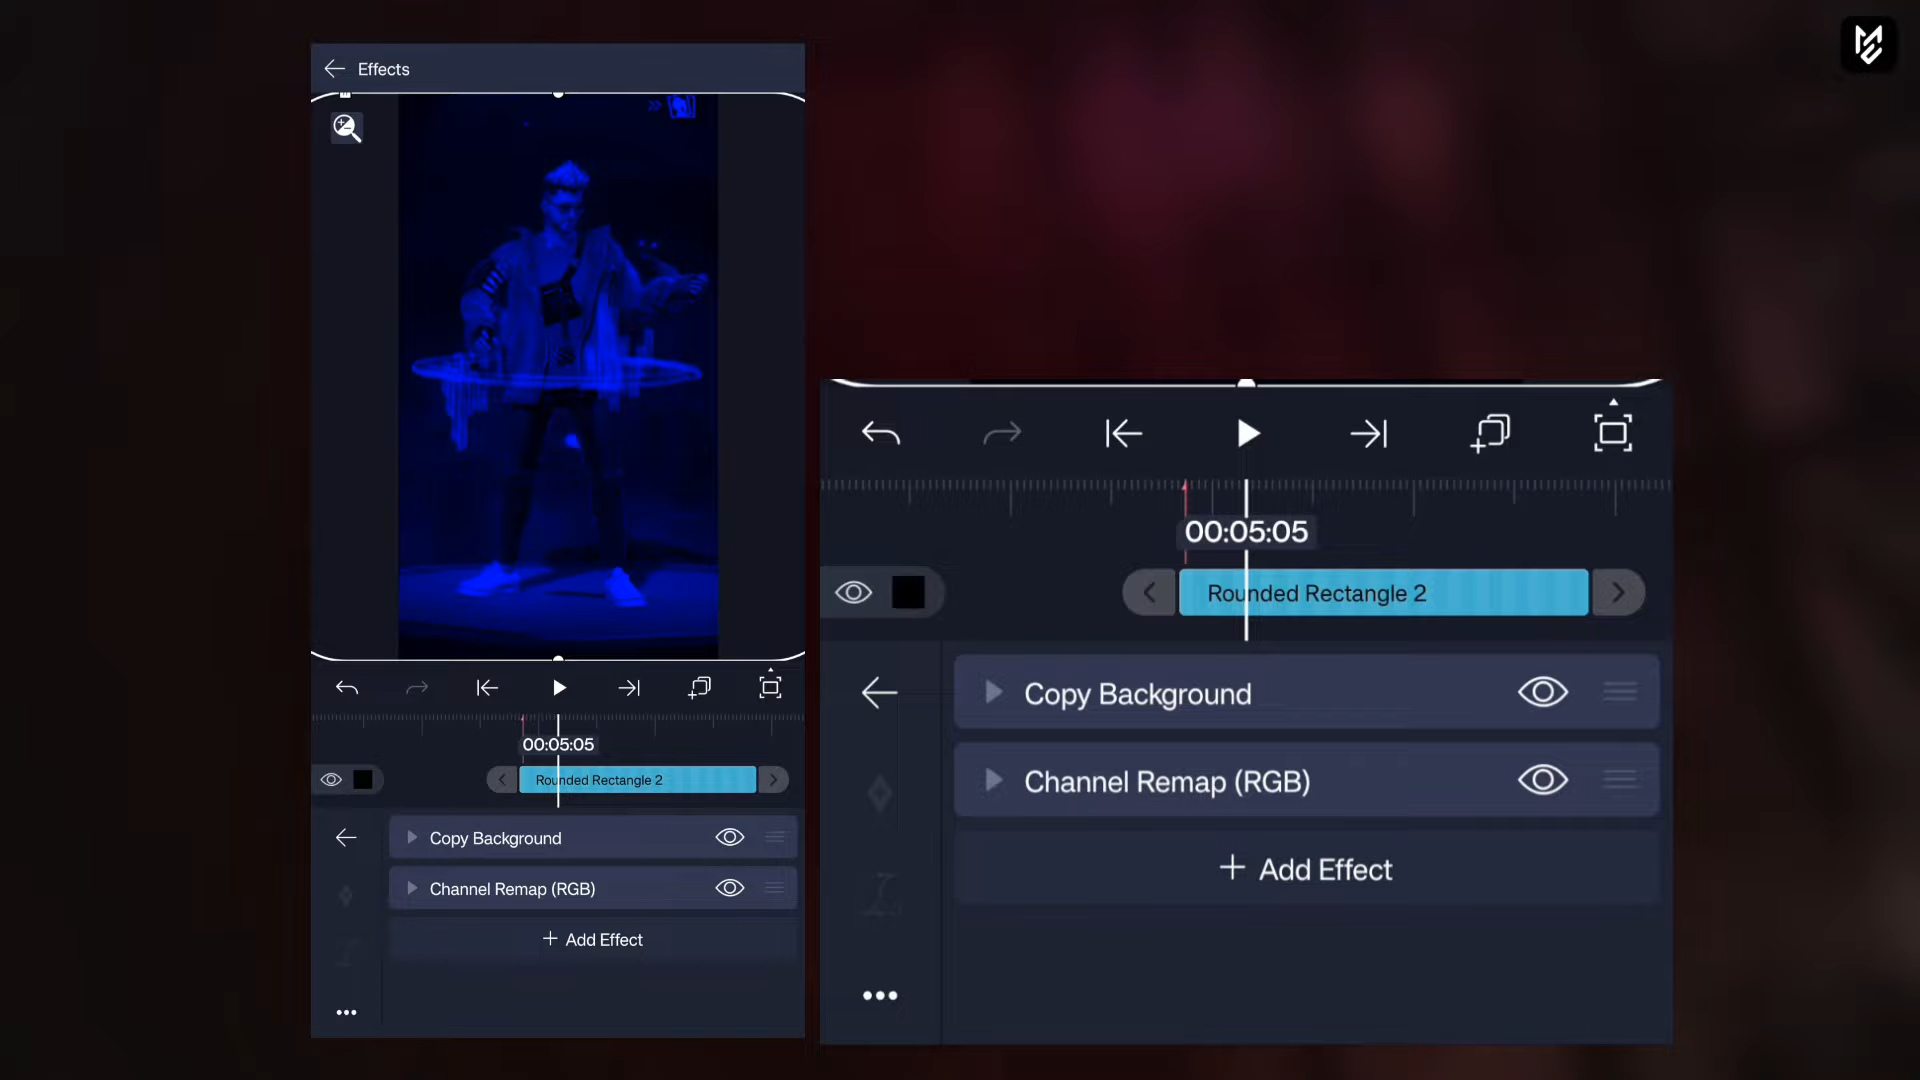 Effects
00:05:05
Rounded Rectangle 2
Copy Background
Channel Remap (RGB)
+ Add Effect
00:05:05
Rounded Rectangle 2
Copy Background
Channel Remap (RGB)
+ Add Effect